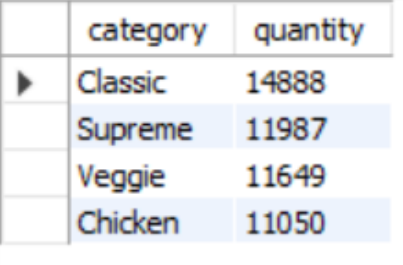 category quantity
Classic 14888
Supreme 11987
Veggie 11649
Chicken 11050